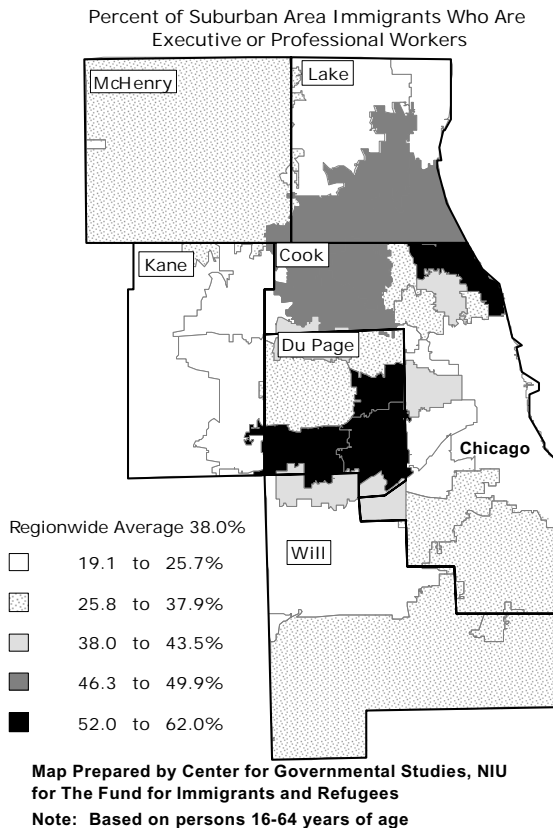 Percent of Suburban Area Immigrants Who Are
Executive or Professional Workers
McHenry
Lake
Kane
Cook
Du Page
Chicago
Regionwide Average 38.0%
Will
19.1 to 25.7%
25.8 to 37.9%
38.0 to 43.5%
46.3 to 49.9%
52.0 to 62.0%
Map Prepared by Center for Governmental Studies, NIU
for The Fund for Immigrants and Refugees
Note: Based on persons 16-64 years of age